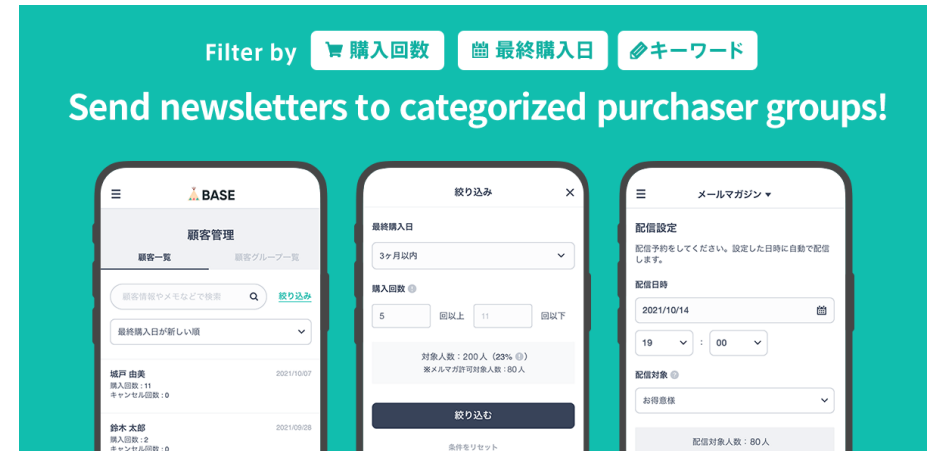 Filter by 購入回数 最終購入日 キーワード
Send newsletters to categorized purchaser groups!
BASE
顧客管理
顧客一覧 顧客グループ一覧
顧客情報やメモなどで検索 絞り込み
最終購入日が新しい順
城戸 由美 2021/10/07
購入回数 : 11
キャンセル回数 : 0
鈴木 太郎 2021/09/28
購入回数 : 2
キャンセル回数 : 0
絞り込み
最終購入日
3ヶ月以内
購入回数
5 回以上 11 回以下
対象人数：200人（23%）
※メルマガ許可対象人数：80人
絞り込む
条件をリセット
メールマガジン
配信設定
配信予約をしてください。設定した日時に自動で配信
します。
配信日時
2021/10/14
19 : 00
配信対象
お得意様
配信対象人数：80人